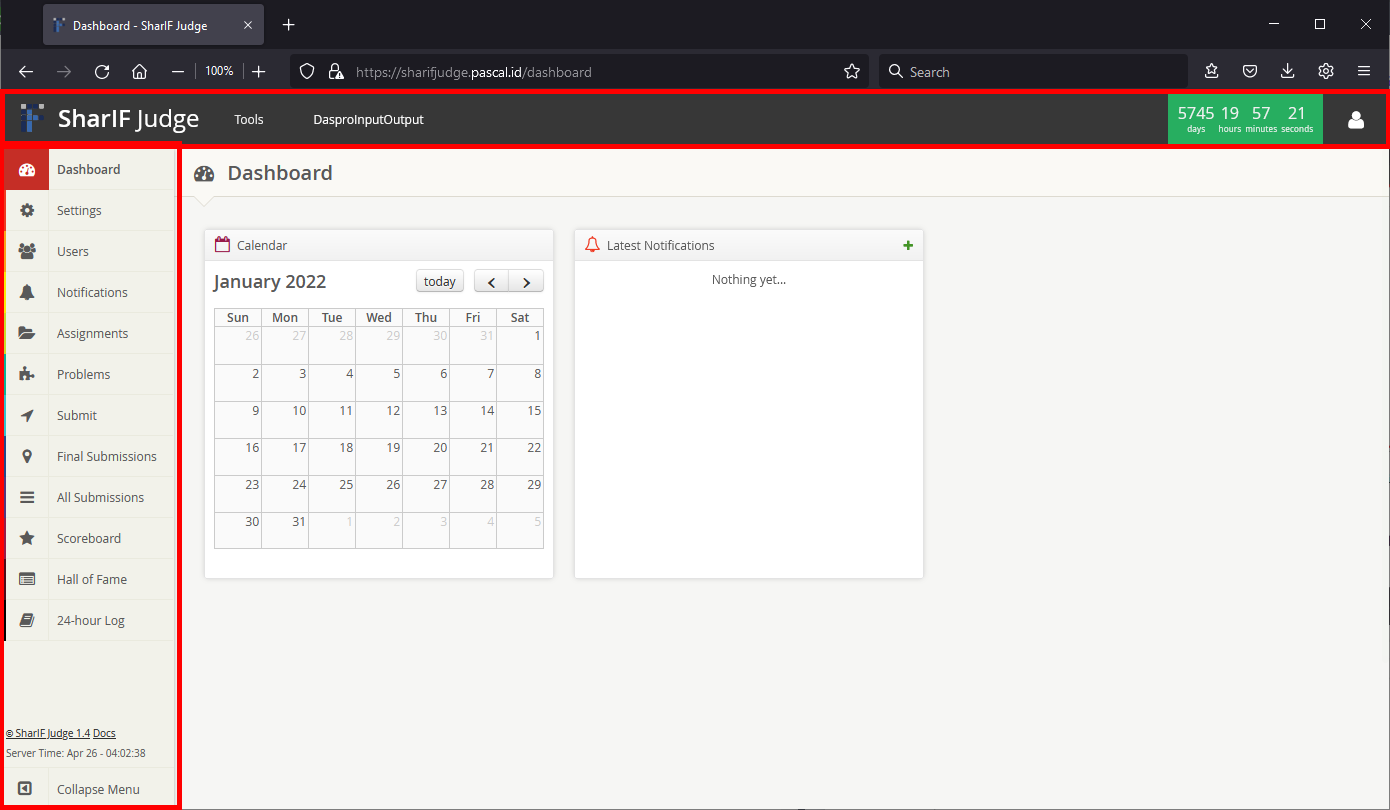 Dashboard - SharIF Judge
100%
https://sharifjudge.pascal.id/dashboard
Search
SharIF Judge
Tools
DasproInputOutput
5745 19 57 21
days hours minutes seconds
Dashboard
Settings
Users
Notifications
Assignments
Problems
Submit
Final Submissions
All Submissions
Scoreboard
Hall of Fame
24-hour Log
© SharIF Judge 1.4 Docs
Server Time: Apr 26 - 04:02:38
Collapse Menu
Dashboard
Calendar
January 2022
today
Sun Mon Tue Wed Thu Fri Sat
26 27 28 29 30 31 1
2 3 4 5 6 7 8
9 10 11 12 13 14 15
16 17 18 19 20 21 22
23 24 25 26 27 28 29
30 31 1 2 3 4 5
Latest Notifications
Nothing yet...